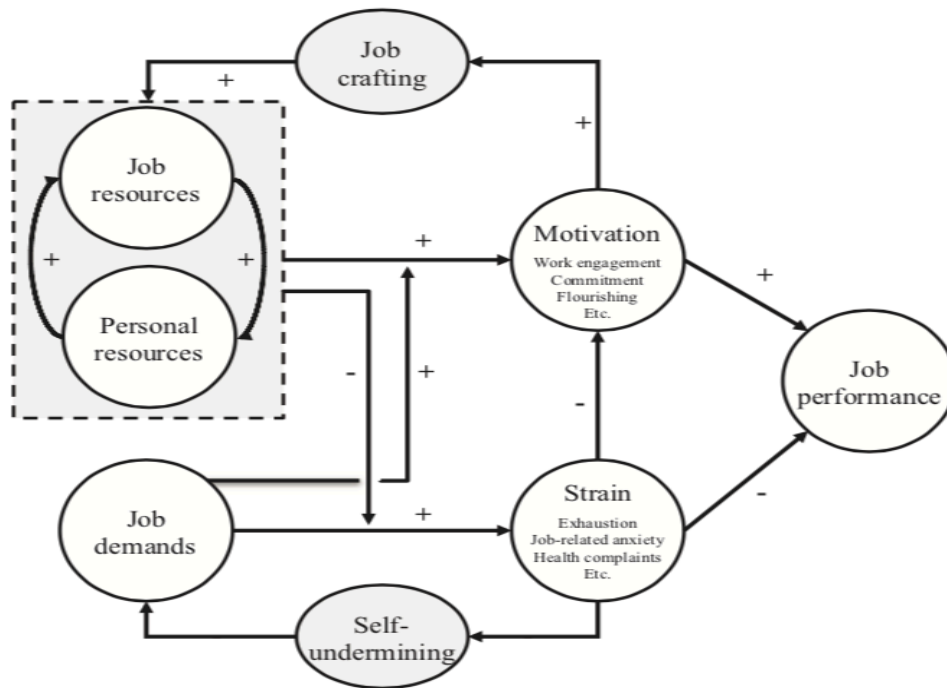 Job
crafting
+
+
Job
resources
+
+
Personal
resources
+
-
+
Motivation
Work engagement
Commitment
Flourishing
Etc.
+
Job
performance
-
-
Job
demands
+
Strain
Exhaustion
Job-related anxiety
Health complaints
Etc.
Self-
undermining